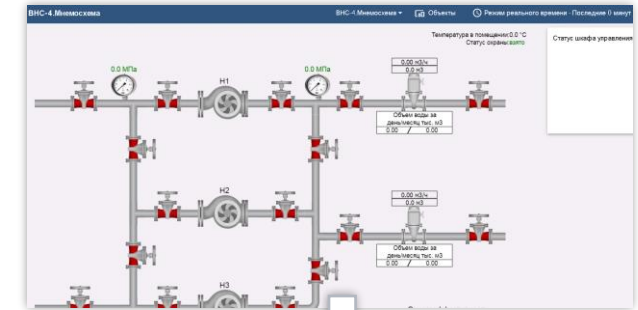 ВНС-4.Мнемосхема
ВНС-4.Мнемосхема
Объекты
Режим реального времени - Последние 0 минут
Температура в помещении:0.0 °C
Статус охраны:взято
Статус шкафа управления
0.0 МПа
Н1
0.0 МПа
0.00 м3/ч
0.0 м3
Объем воды за
день/месяц тыс. м3
0.00 / 0.00
Н2
0.00 м3/ч
0.0 м3
Объем воды за
день/месяц тыс. м3
0.00 / 0.00
Н3